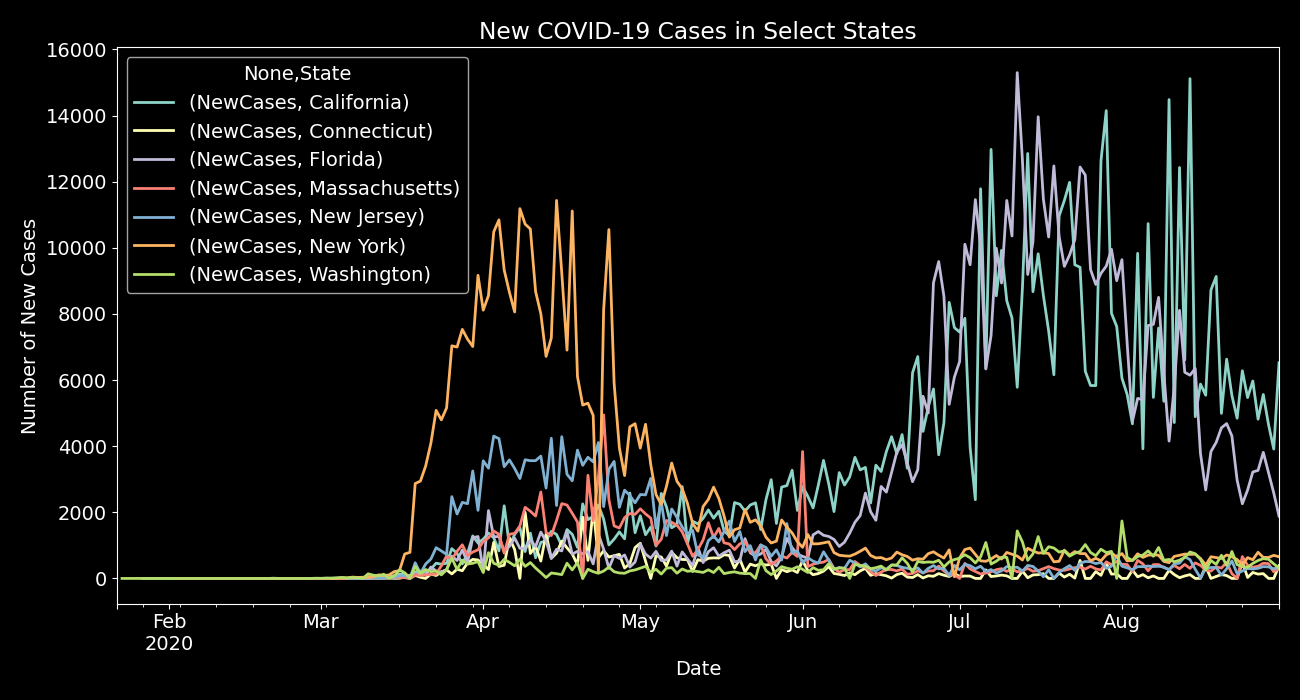 New COVID-19 Cases in Select States
16000
14000
12000
10000
8000
6000
4000
2000
0
Number of New Cases
None,State
(NewCases, California)
(NewCases, Connecticut)
(NewCases, Florida)
(NewCases, Massachusetts)
(NewCases, New Jersey)
(NewCases, New York)
(NewCases, Washington)
Feb
2020
Mar
Apr
May
Jun
Jul
Aug
Date